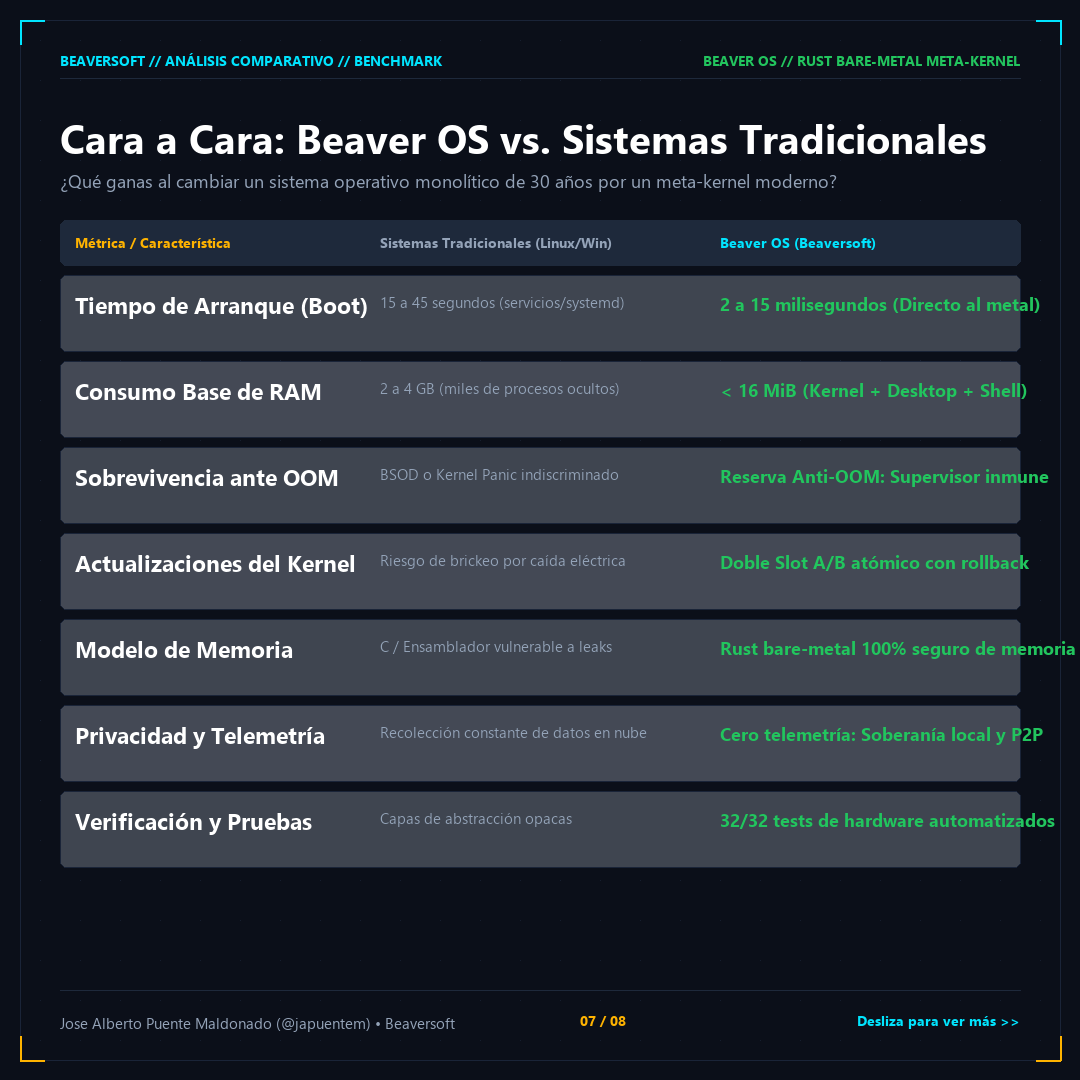 BEAVERSOFT // ANÁLISIS COMPARATIVO // BENCHMARK
BEAVER OS // RUST BARE-METAL META-KERNEL
Cara a Cara: Beaver OS vs. Sistemas Tradicionales
¿Qué ganas al cambiar un sistema operativo monolítico de 30 años por un meta-kernel moderno?
Métrica / Característica
Sistemas Tradicionales (Linux/Win)
Beaver OS (Beaversoft)
Tiempo de Arranque (Boot)
15 a 45 segundos (servicios/systemd)
2 a 15 milisegundos (Directo al metal)
Consumo Base de RAM
2 a 4 GB (miles de procesos ocultos)
< 16 MiB (Kernel + Desktop + Shell)
Sobrevivencia ante OOM
BSOD o Kernel Panic indiscriminado
Reserva Anti-OOM: Supervisor inmune
Actualizaciones del Kernel
Riesgo de brickeo por caída eléctrica
Doble Slot A/B atómico con rollback
Modelo de Memoria
C / Ensamblador vulnerable a leaks
Rust bare-metal 100% seguro de memoria
Privacidad y Telemetría
Recolección constante de datos en nube
Cero telemetría: Soberanía local y P2P
Verificación y Pruebas
Capas de abstracción opacas
32/32 tests de hardware automatizados
Jose Alberto Puente Maldonado (@japuentem) • Beaversoft
07 / 08
Desliza para ver más >>